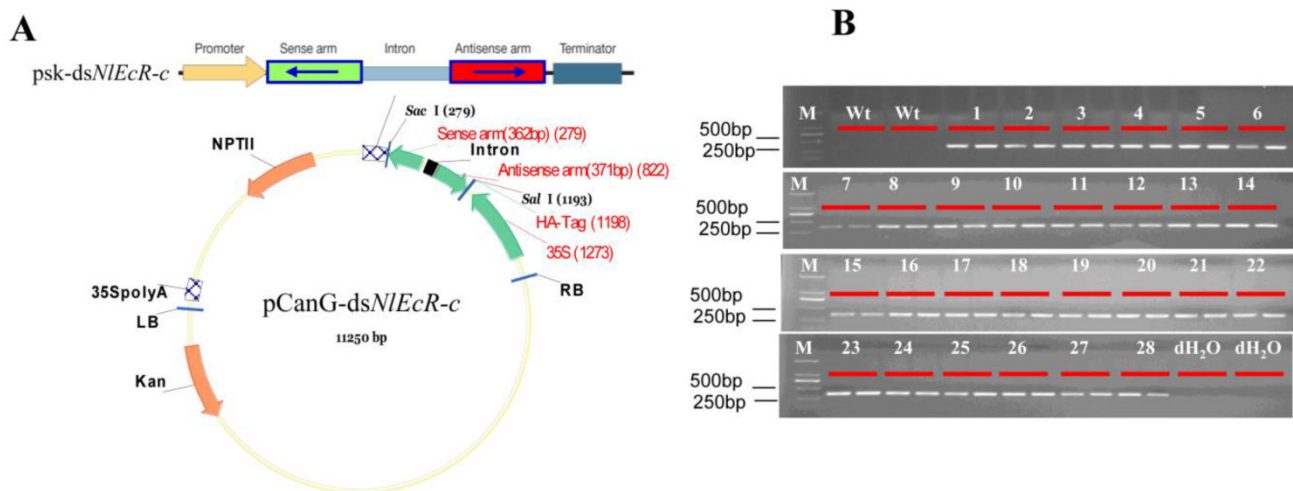 A
Promoter
Sense arm
Intron
Antisense arm
Terminator
psk-dsNlEcR-c
Sac I (279)
Sense arm(362bp) (279)
Intron
Antisense arm(371bp) (822)
Sal I (1193)
HA-Tag (1198)
35S (1273)
NPTII
RB
35SpolyA
LB
Kan
pCanG-dsNlEcR-c
11250 bp
B
M Wt Wt 1 2 3 4 5 6
500bp
250bp
M 7 8 9 10 11 12 13 14
500bp
250bp
M 15 16 17 18 19 20 21 22
500bp
250bp
M 23 24 25 26 27 28 dH₂O dH₂O
500bp
250bp